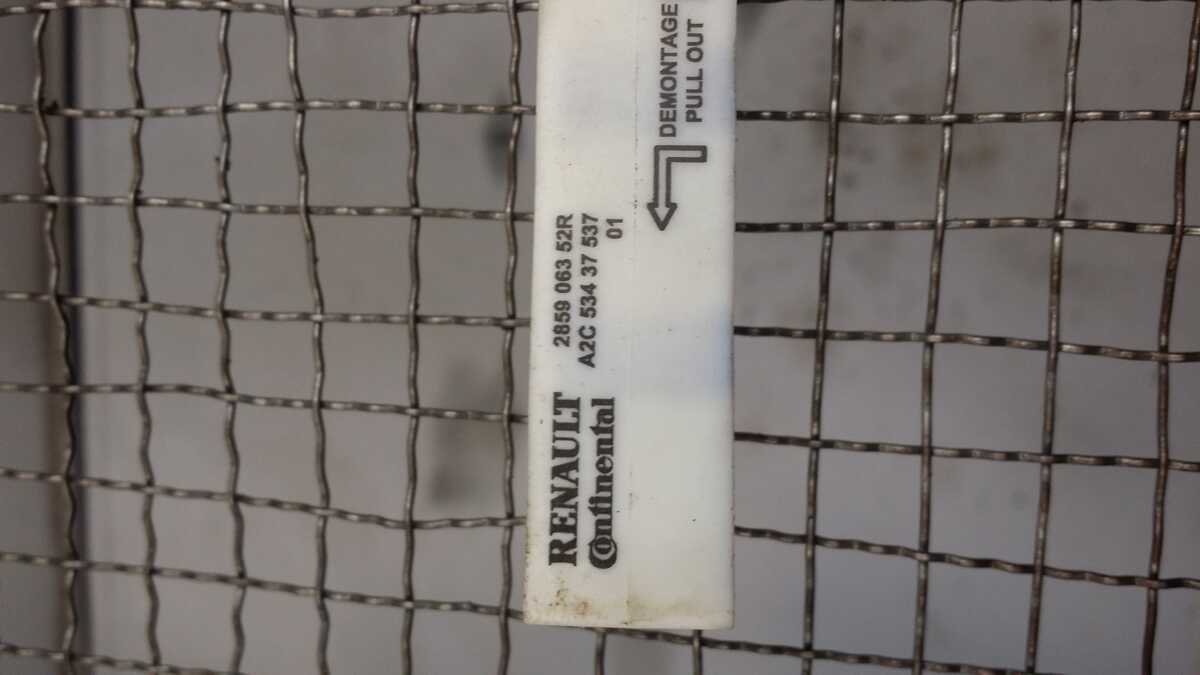 RENAULT 2859 063 52R
Continental A2C 534 37 537
01
DEMONTAGE
PULL OUT